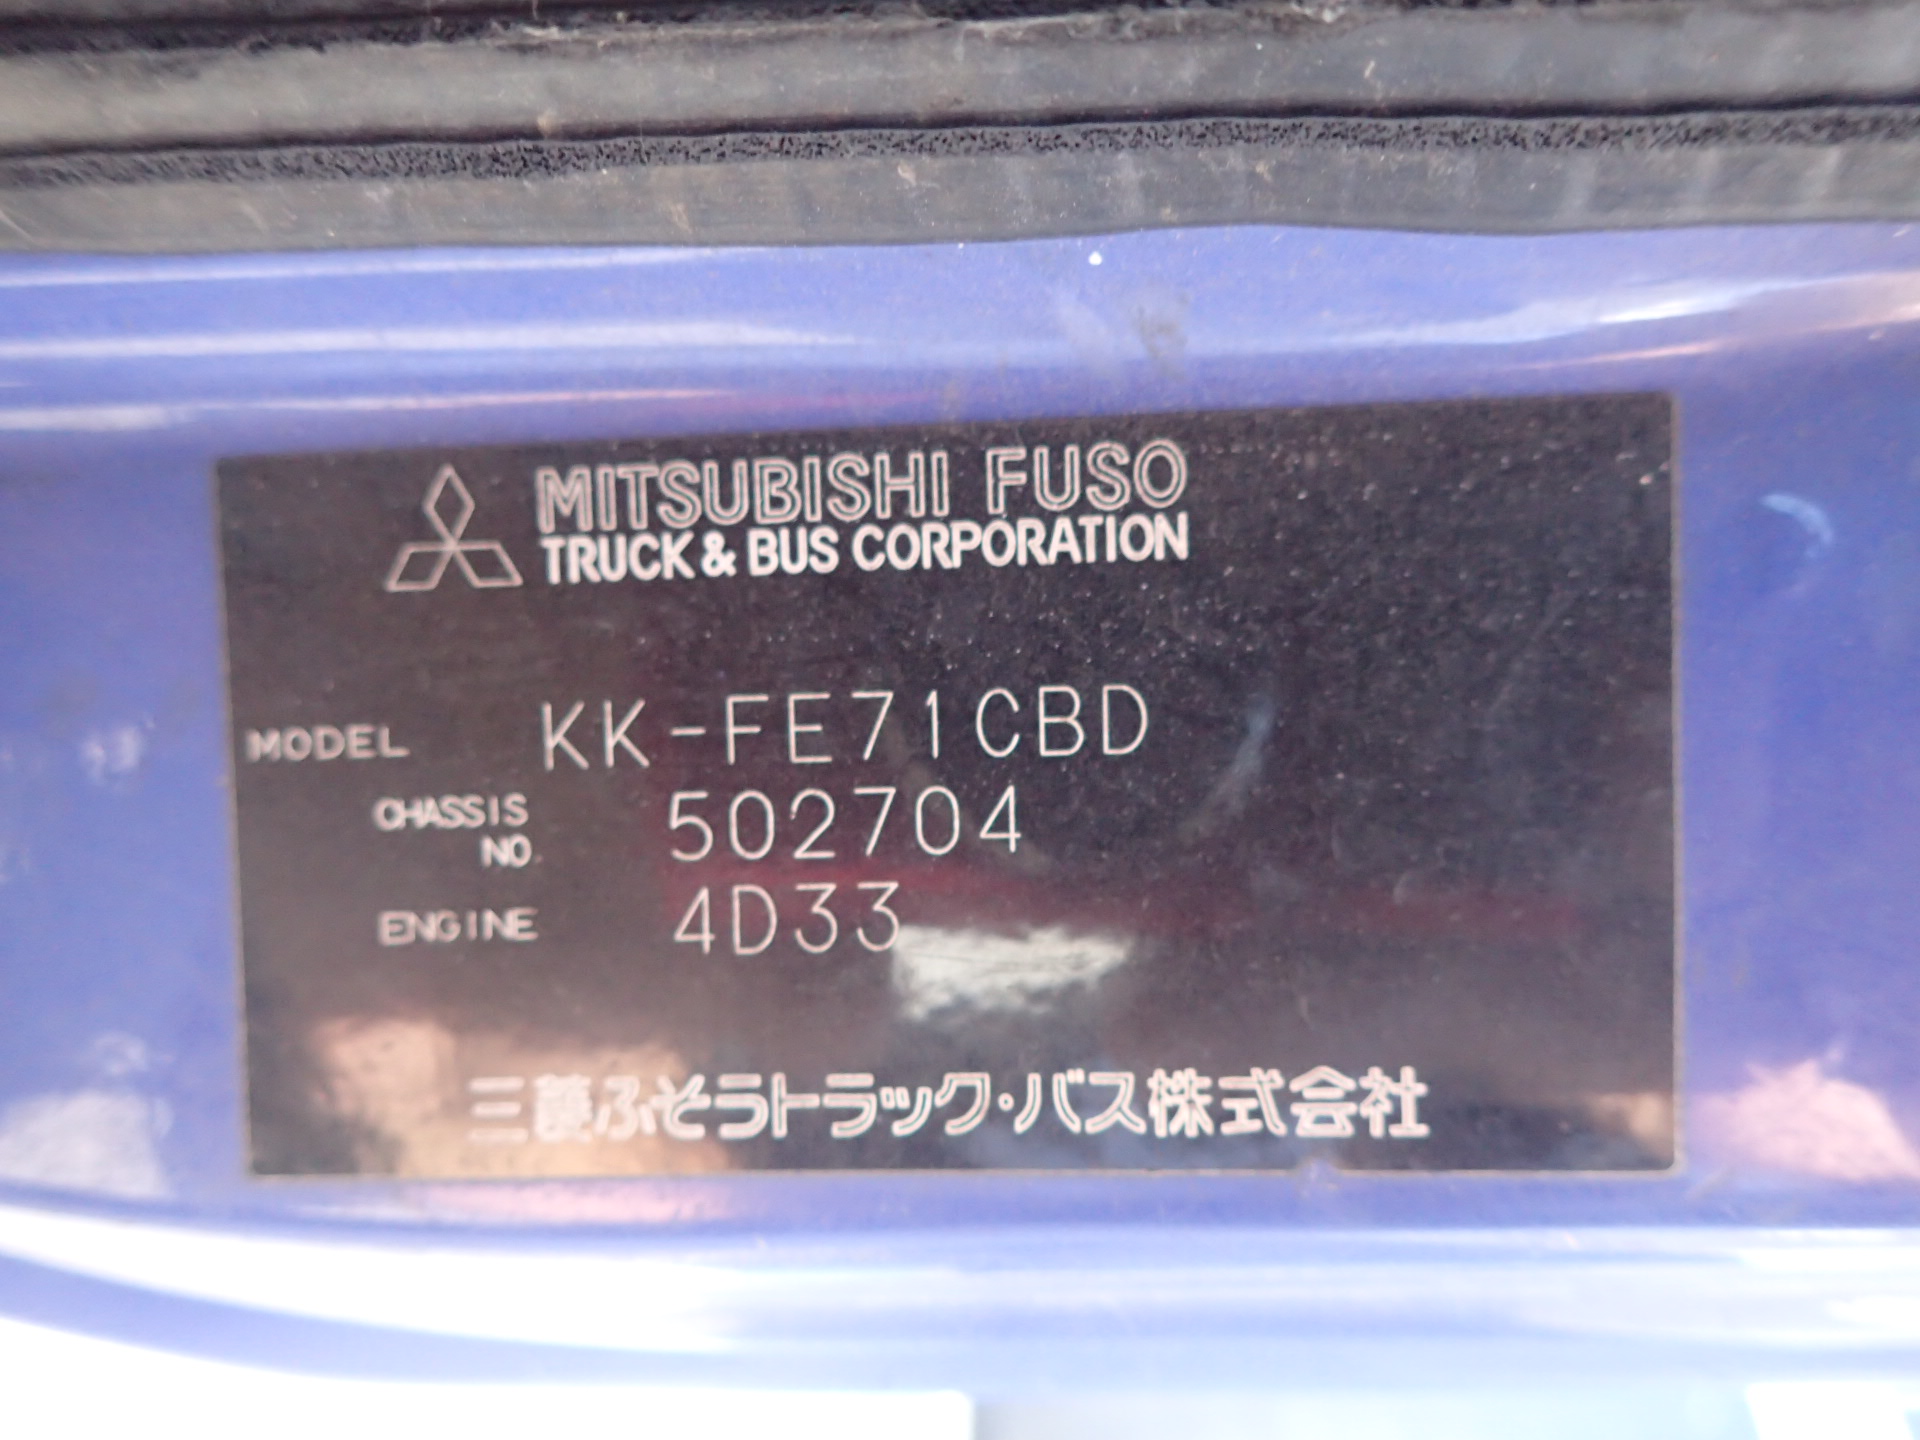 MITSUBISHI FUSO
TRUCK & BUS CORPORATION
MODEL KK-FE71CBD
CHASSIS NO. 502704
ENGINE 4D33
三菱ふそうトラック・バス株式会社